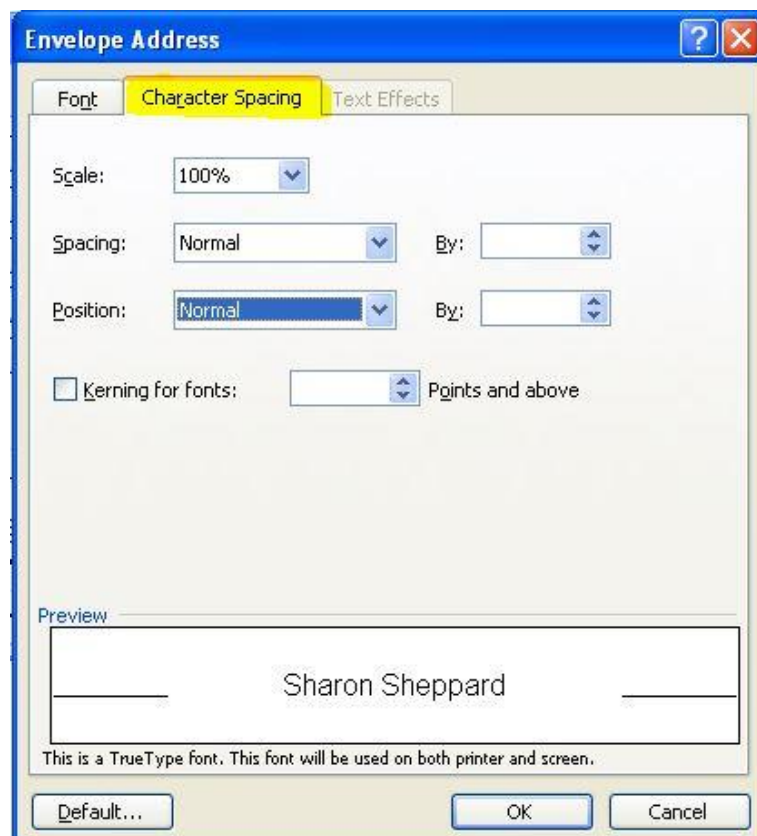 Envelope Address ?
Font Character Spacing Text Effects
Scale: 100%
Spacing: Normal By:
Position: Normal By:
Kerning for fonts: Points and above
Preview
Sharon Sheppard
This is a TrueType font. This font will be used on both printer and screen.
Default... OK Cancel